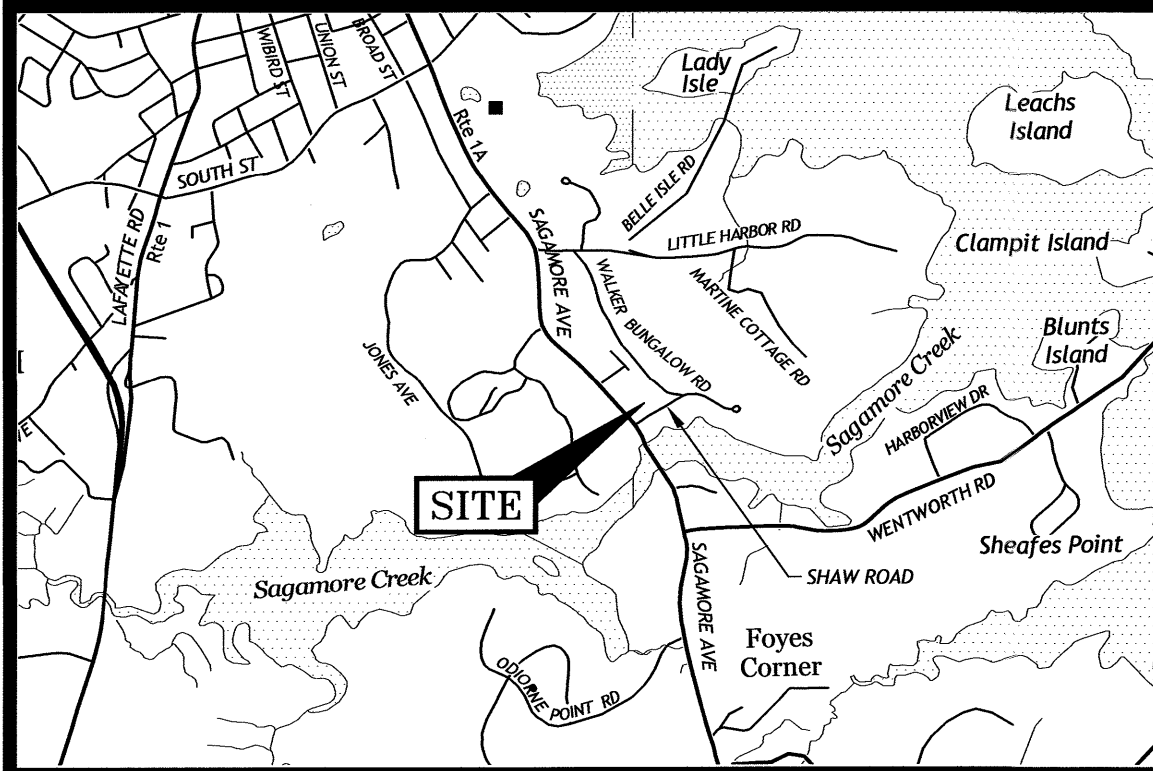 WIBIRD ST
UNION ST
BROAD ST
Rte 1A
Lady
Isle
Leachs
Island
SOUTH ST
BELLE ISLE RD
LAFAYETTE RD
Rte 1
SAGAMORE AVE
LITTLE HARBOR RD
Clampit Island
WALKER BUNGALOW RD
MARTINE COTTAGE RD
JONES AVE
Blunts
Island
Sagamore Creek
HARBORVIEW DR
SITE
WENTWORTH RD
Sheafes Point
Sagamore Creek
SHAW ROAD
SAGAMORE AVE
Foyes
Corner
ODIORNE POINT RD